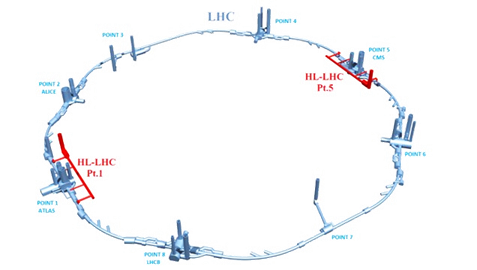 LHC
POINT 4
POINT 3
POINT 5
CMS
HL-LHC
Pt.5
POINT 2
ALICE
POINT 6
HL-LHC
Pt.1
POINT 1
ATLAS
POINT 7
POINT 8
LHCB